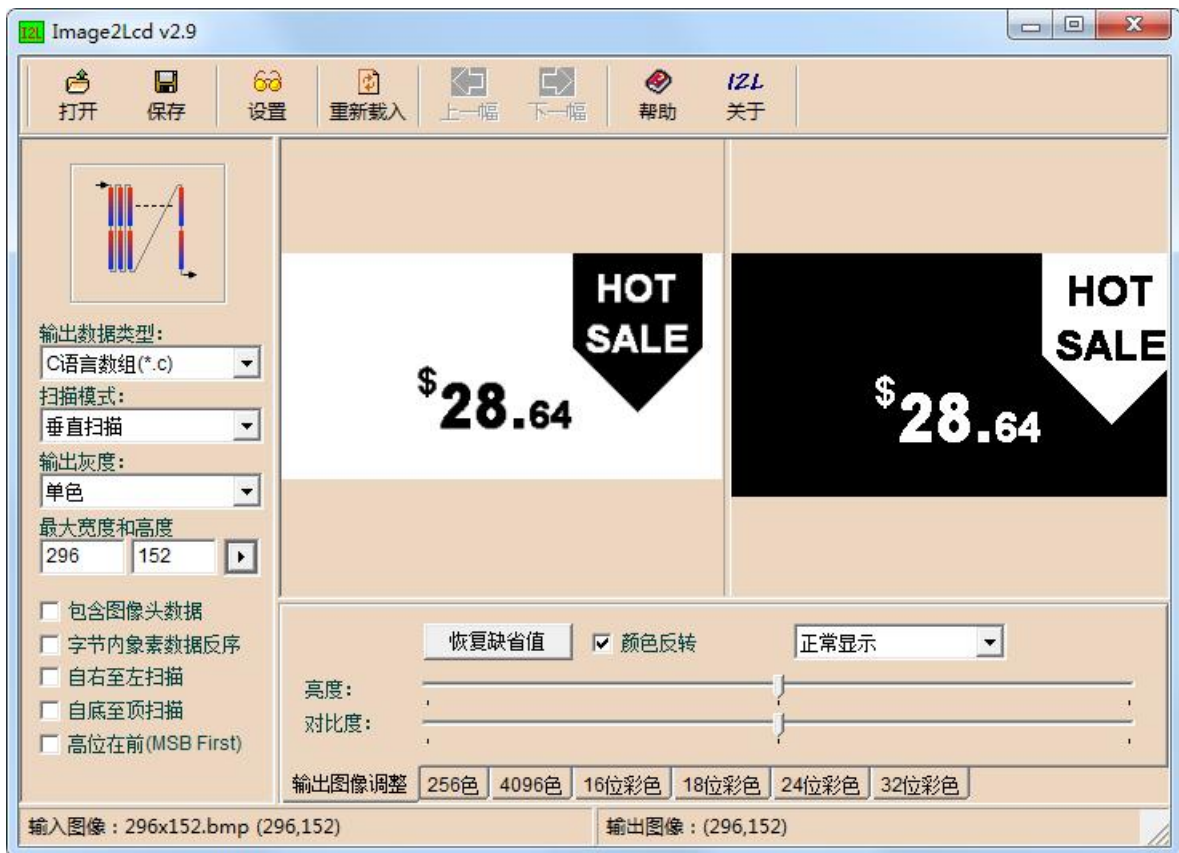 I2L Image2Lcd v2.9
打开 保存 设置 重新载入 上一幅 下一幅 帮助 I2L 关于
输出数据类型:
C语言数组(*.c)
扫描模式:
垂直扫描
输出灰度:
单色
最大宽度和高度
296 152
包含图像头数据
字节内象素数据反序
自右至左扫描
自底至顶扫描
高位在前(MSB First)
HOT
SALE
$28.64
HOT
SALE
$28.64
恢复缺省值 颜色反转 正常显示
亮度:
对比度:
输出图像调整 256色 4096色 16位彩色 18位彩色 24位彩色 32位彩色
输入图像:296x152.bmp (296,152) 输出图像:(296,152)